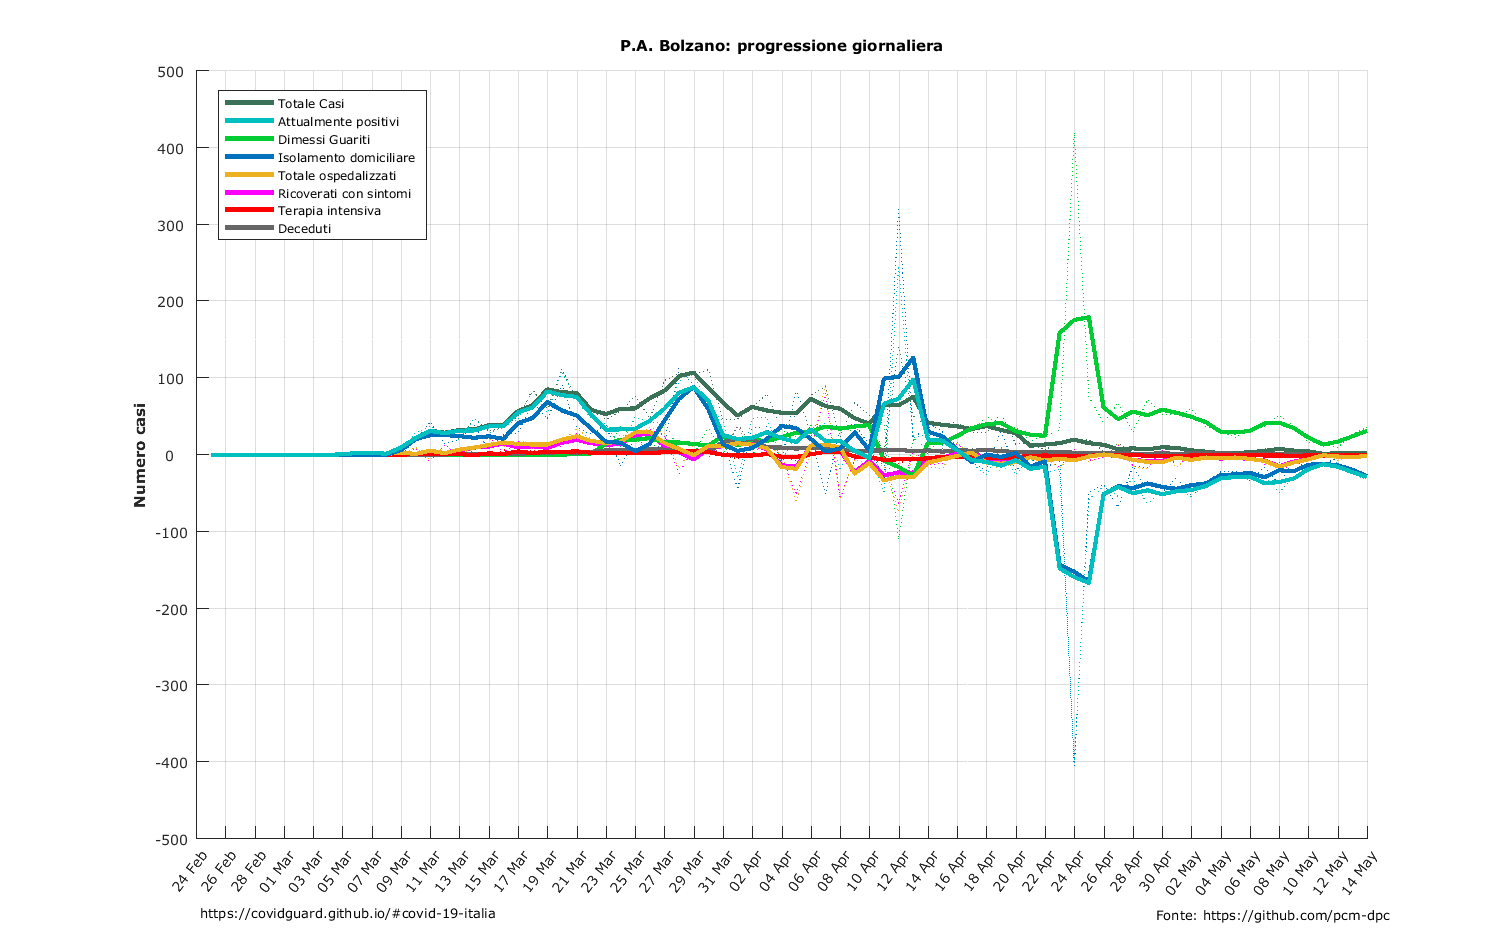 P.A. Bolzano: progressione giornaliera
500
400
300
200
100
0
-100
-200
-300
-400
-500
Numero casi
Totale Casi
Attualmente positivi
Dimessi Guariti
Isolamento domiciliare
Totale ospedalizzati
Ricoverati con sintomi
Terapia intensiva
Deceduti
24 Feb
26 Feb
28 Feb
01 Mar
03 Mar
05 Mar
07 Mar
09 Mar
11 Mar
13 Mar
15 Mar
17 Mar
19 Mar
21 Mar
23 Mar
25 Mar
27 Mar
29 Mar
31 Mar
02 Apr
04 Apr
06 Apr
08 Apr
10 Apr
12 Apr
14 Apr
16 Apr
18 Apr
20 Apr
22 Apr
24 Apr
26 Apr
28 Apr
30 Apr
02 May
04 May
06 May
08 May
10 May
12 May
14 May
https://covidguard.github.io/#covid-19-italia
Fonte: https://github.com/pcm-dpc